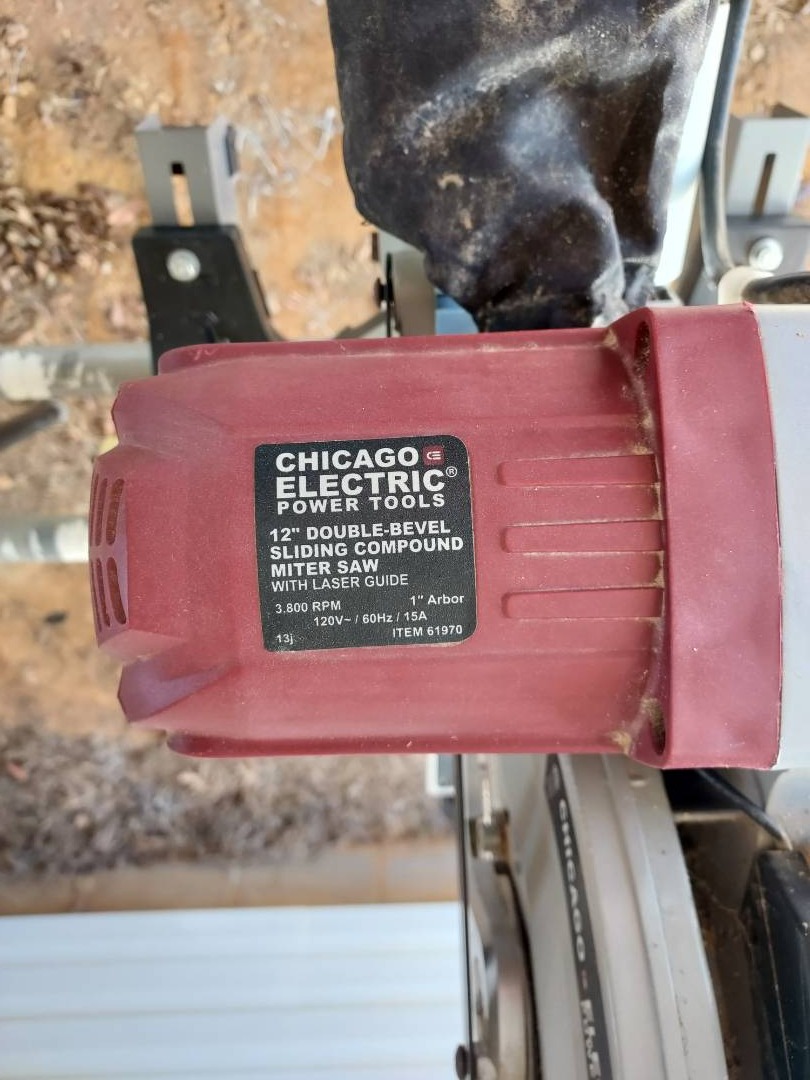 CHICAGO
ELECTRIC®
POWER TOOLS
12" DOUBLE-BEVEL
SLIDING COMPOUND
MITER SAW
WITH LASER GUIDE
3,800 RPM 1" Arbor
120V~ / 60Hz / 15A
13j ITEM 61970
CHICAGO